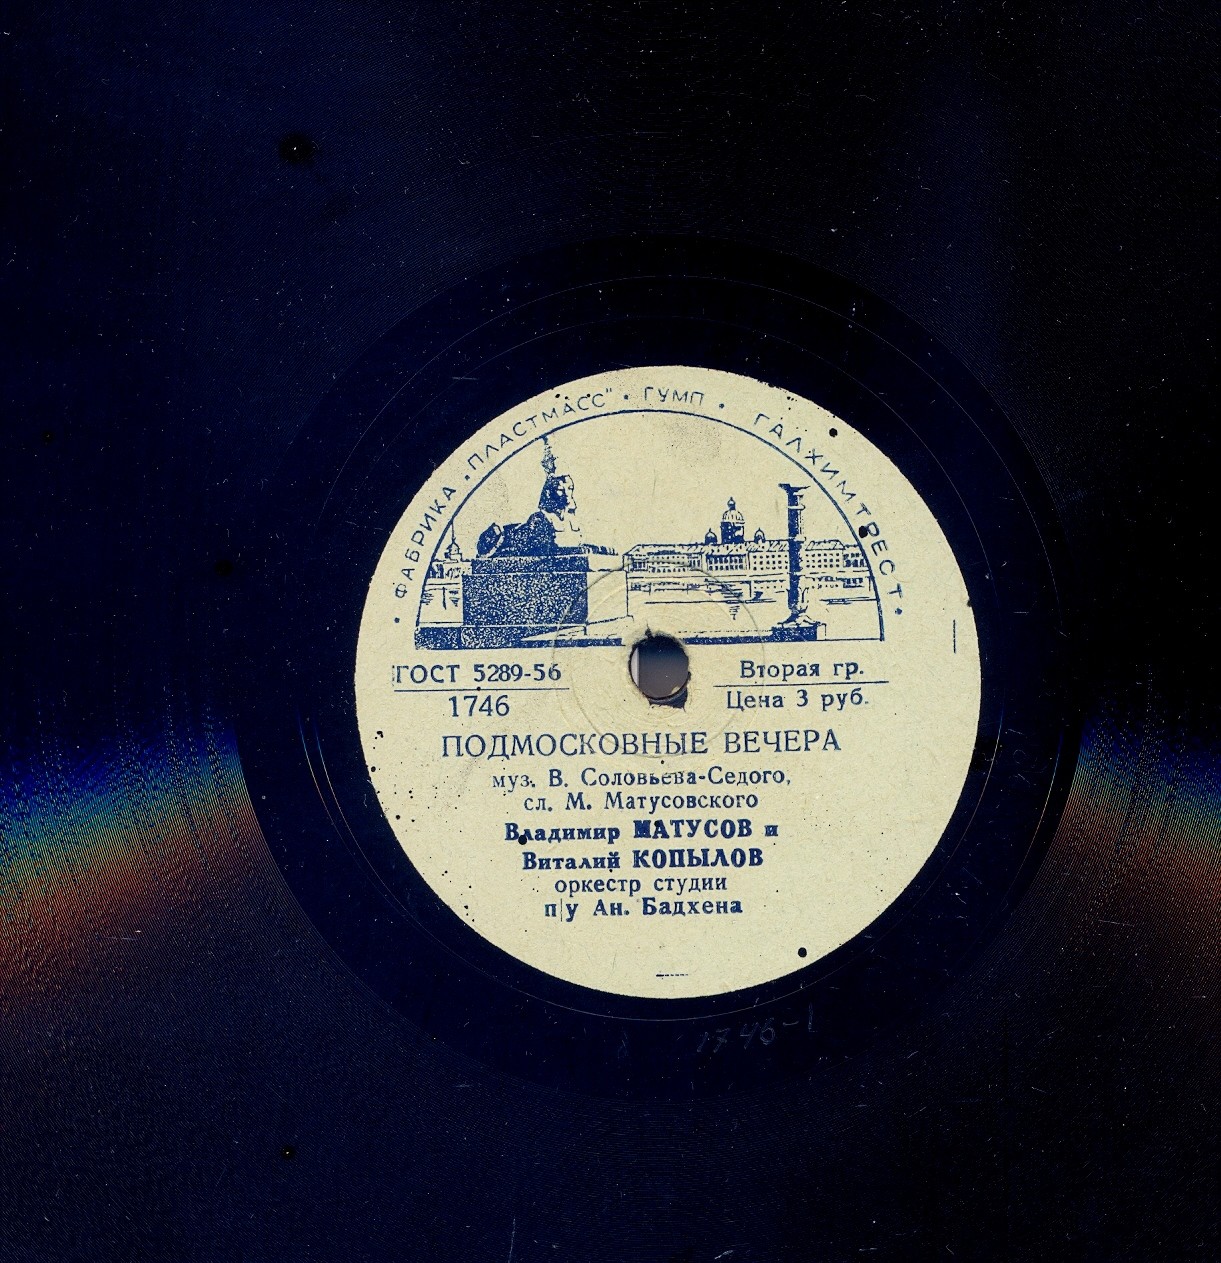 • ФАБРИКА „ПЛАСТМАСС" • ГУМП • ГАЛХИМТРЕСТ •
ГОСТ 5289-56
1746
Вторая гр.
Цена 3 руб.
ПОДМОСКОВНЫЕ ВЕЧЕРА
муз. В. Соловьева-Седого,
сл. М. Матусовского
Владимир МАТУСОВ и
Виталий КОПЫЛОВ
оркестр студии
п/у Ан. Бадхена
1746-1